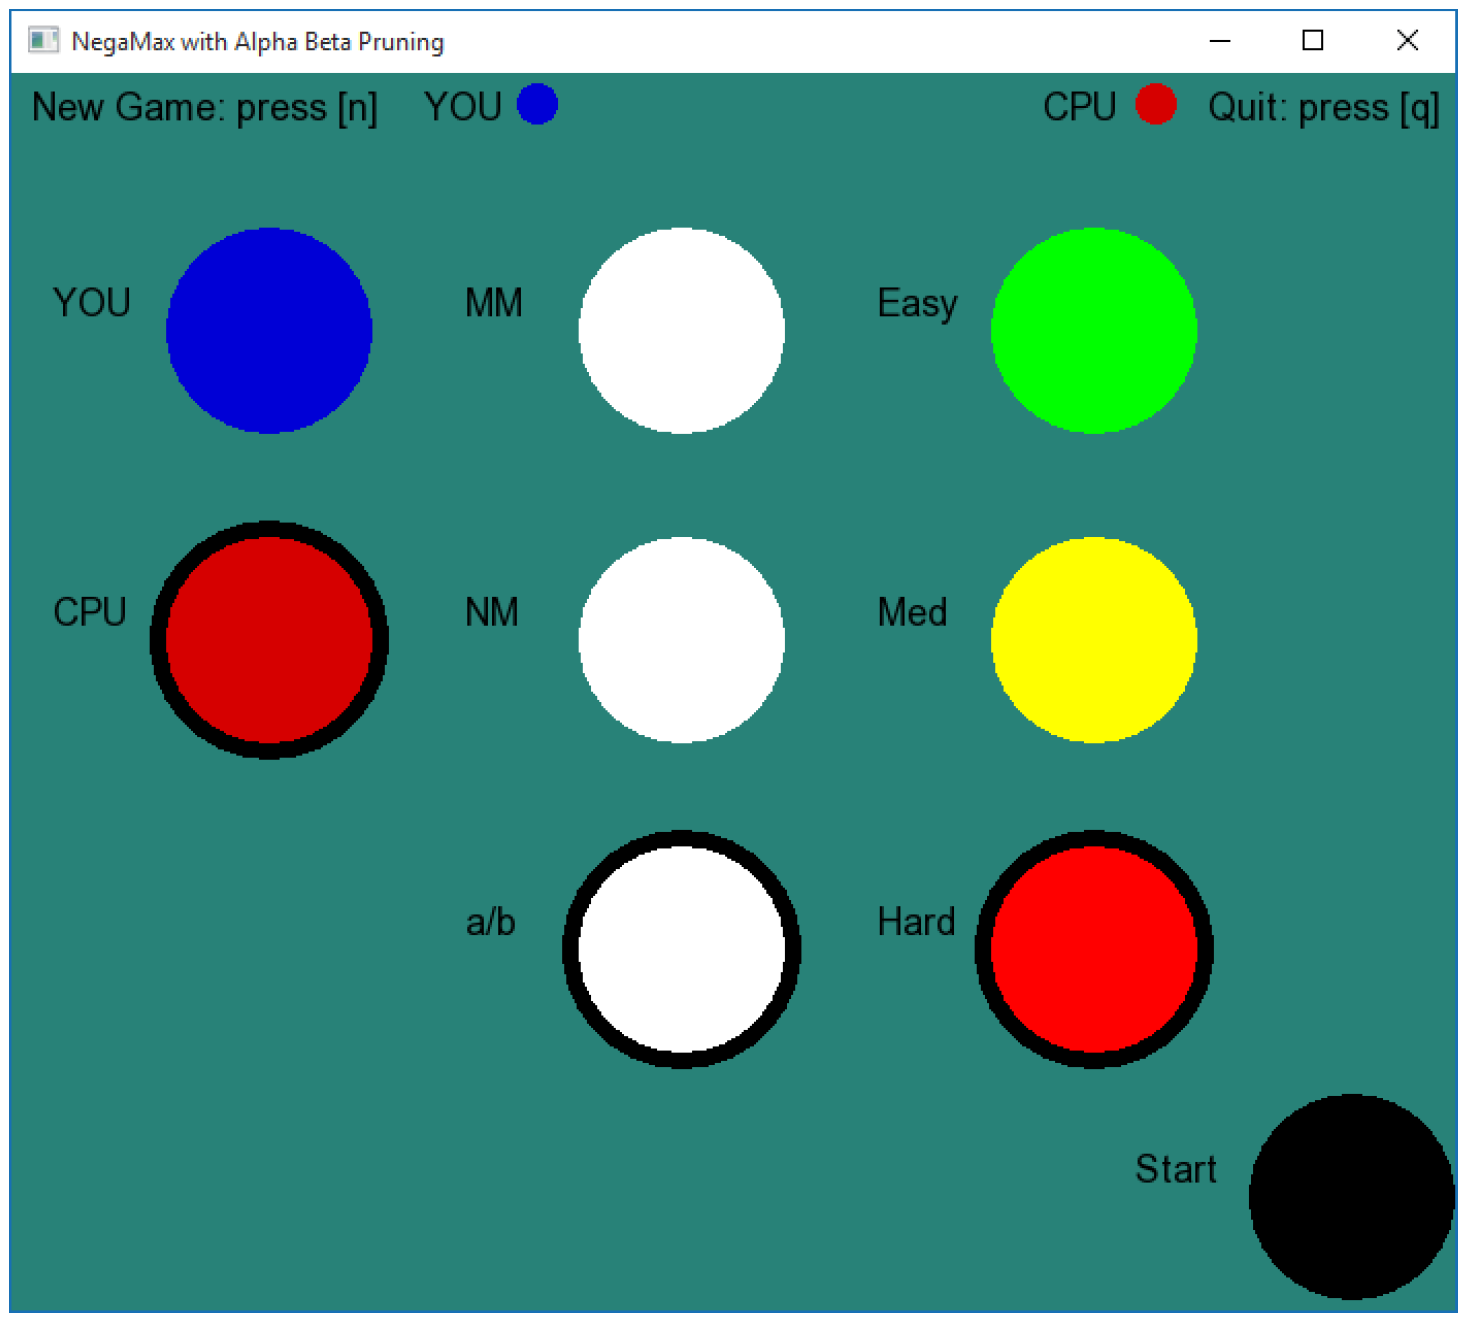 NegaMax with Alpha Beta Pruning
New Game: press [n] YOU CPU Quit: press [q]
YOU MM Easy
CPU NM Med
a/b Hard
Start